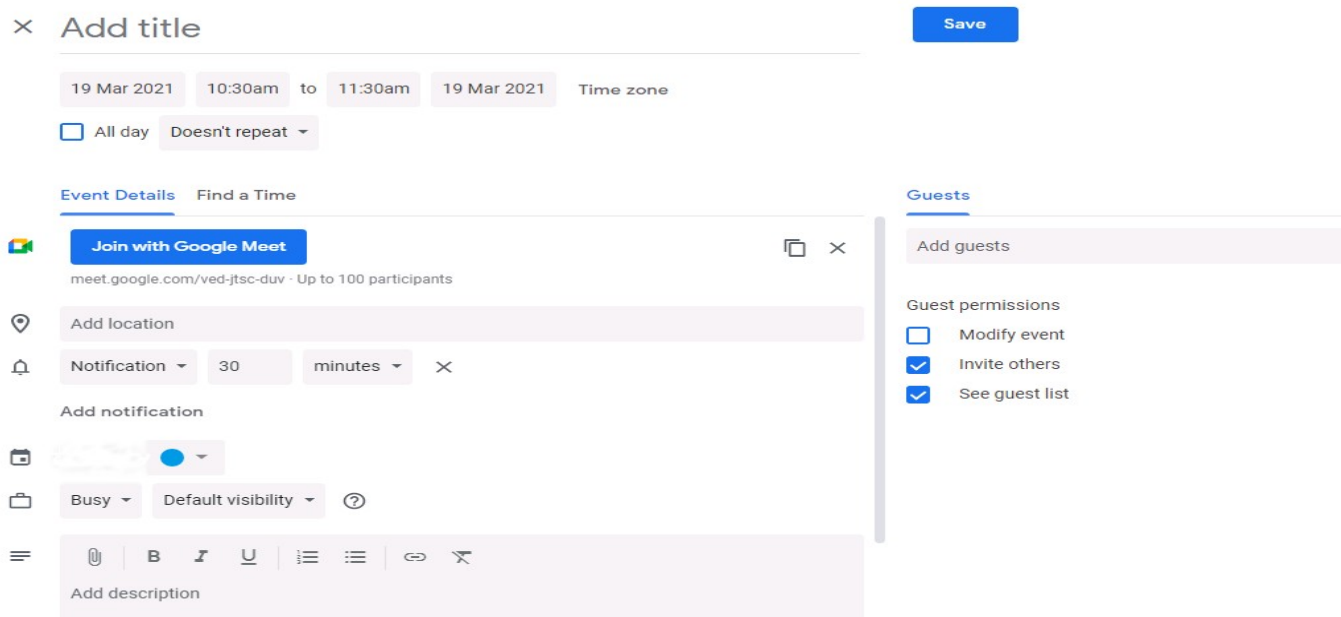 Add title
Save
19 Mar 2021 10:30am to 11:30am 19 Mar 2021 Time zone
All day Doesn't repeat
Event Details Find a Time
Guests
Join with Google Meet
meet.google.com/ved-jtsc-duv · Up to 100 participants
Add location
Notification 30 minutes
Add notification
Busy Default visibility
B I U
Add description
Add guests
Guest permissions
Modify event
Invite others
See guest list